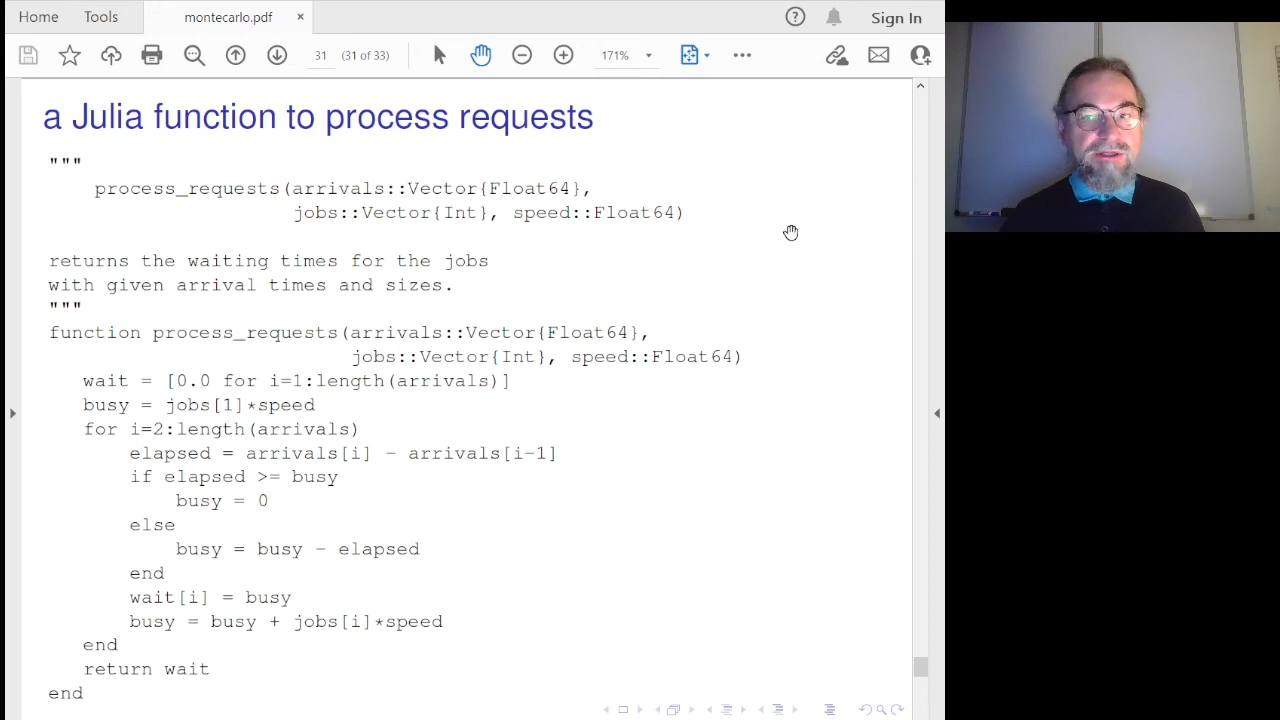 Home Tools montecarlo.pdf × ? Sign In
31 (31 of 33) 171%
a Julia function to process requests
"""
process_requests(arrivals::Vector{Float64},
jobs::Vector{Int}, speed::Float64)
returns the waiting times for the jobs
with given arrival times and sizes.
"""
function process_requests(arrivals::Vector{Float64},
jobs::Vector{Int}, speed::Float64)
wait = [0.0 for i=1:length(arrivals)]
busy = jobs[1]*speed
for i=2:length(arrivals)
elapsed = arrivals[i] - arrivals[i-1]
if elapsed >= busy
busy = 0
else
busy = busy - elapsed
end
wait[i] = busy
busy = busy + jobs[i]*speed
end
return wait
end